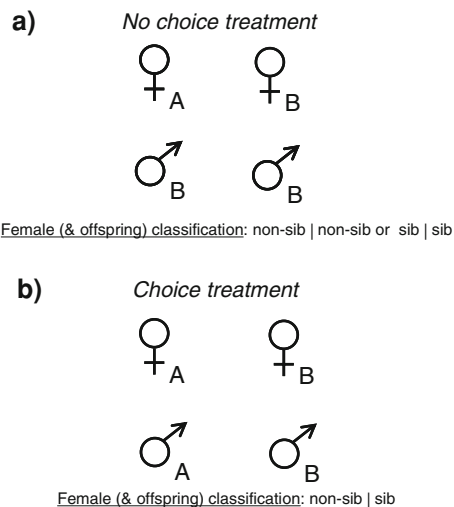 a) No choice treatment
A B
B B
Female (& offspring) classification: non-sib | non-sib or sib | sib
b) Choice treatment
A B
A B
Female (& offspring) classification: non-sib | sib